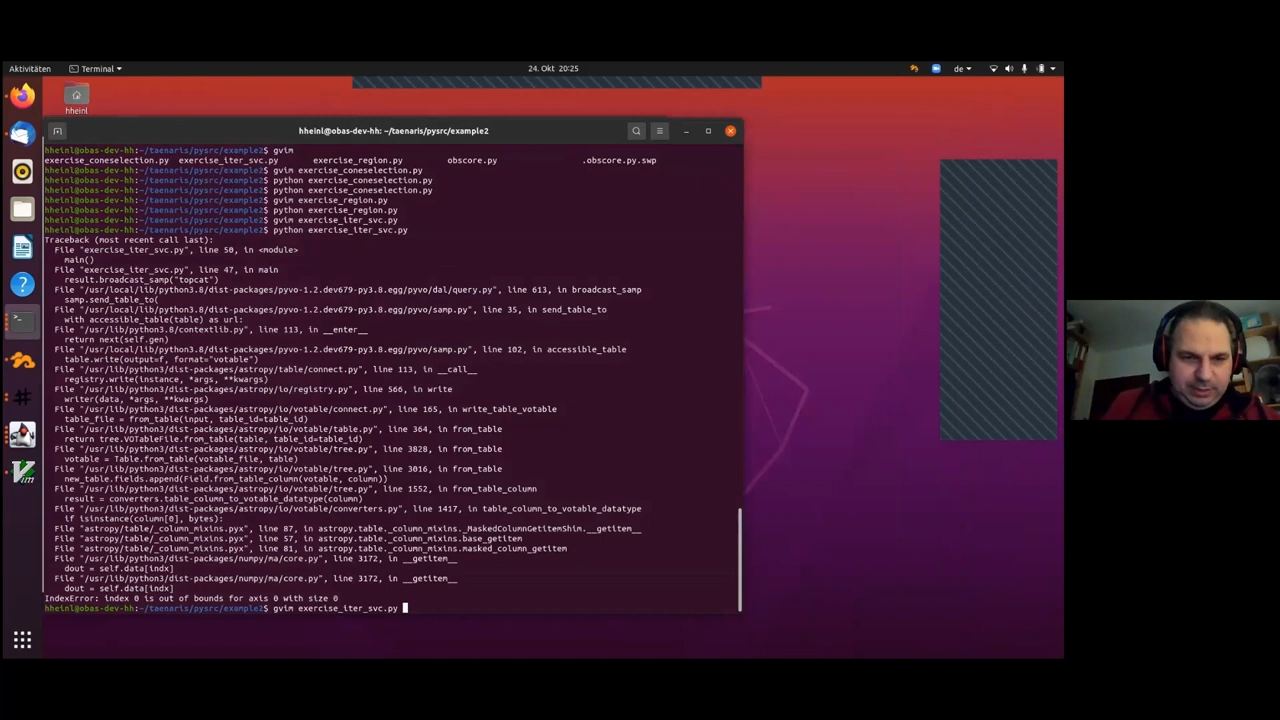 Aktivitäten
Terminal
24. Okt 20:25
de
hheinl
hheinl@obas-dev-hh: ~/taenaris/pysrc/example2
hheinl@obas-dev-hh:~/taenaris/pysrc/example2$ gvim
exercise_coneselection.py exercise_iter_svc.py exercise_region.py obscore.py .obscore.py.swp
hheinl@obas-dev-hh:~/taenaris/pysrc/example2$ gvim exercise_coneselection.py
hheinl@obas-dev-hh:~/taenaris/pysrc/example2$ python exercise_coneselection.py
hheinl@obas-dev-hh:~/taenaris/pysrc/example2$ python exercise_coneselection.py
hheinl@obas-dev-hh:~/taenaris/pysrc/example2$ gvim exercise_region.py
hheinl@obas-dev-hh:~/taenaris/pysrc/example2$ python exercise_region.py
hheinl@obas-dev-hh:~/taenaris/pysrc/example2$ gvim exercise_iter_svc.py
hheinl@obas-dev-hh:~/taenaris/pysrc/example2$ python exercise_iter_svc.py
Traceback (most recent call last):
File "exercise_iter_svc.py", line 50, in <module>
main()
File "exercise_iter_svc.py", line 47, in main
result.broadcast_samp("topcat")
File "/usr/local/lib/python3.8/dist-packages/pyvo-1.2.dev679-py3.8.egg/pyvo/dal/query.py", line 613, in broadcast_samp
samp.send_table_to(
File "/usr/local/lib/python3.8/dist-packages/pyvo-1.2.dev679-py3.8.egg/pyvo/samp.py", line 35, in send_table_to
with accessible_table(table) as url:
File "/usr/lib/python3.8/contextlib.py", line 113, in __enter__
return next(self.gen)
File "/usr/local/lib/python3.8/dist-packages/pyvo-1.2.dev679-py3.8.egg/pyvo/samp.py", line 102, in accessible_table
table.write(output=f, format="votable")
File "/usr/lib/python3/dist-packages/astropy/table/connect.py", line 113, in __call__
registry.write(instance, *args, **kwargs)
File "/usr/lib/python3/dist-packages/astropy/io/registry.py", line 566, in write
writer(data, *args, **kwargs)
File "/usr/lib/python3/dist-packages/astropy/io/votable/connect.py", line 165, in write_table_votable
table_file = from_table(input, table_id=table_id)
File "/usr/lib/python3/dist-packages/astropy/io/votable/table.py", line 364, in from_table
return tree.VOTableFile.from_table(table, table_id=table_id)
File "/usr/lib/python3/dist-packages/astropy/io/votable/tree.py", line 3828, in from_table
votable = Table.from_table(votable_file, table)
File "/usr/lib/python3/dist-packages/astropy/io/votable/tree.py", line 3016, in from_table
new_table.fields.append(Field.from_table_column(votable, column))
File "/usr/lib/python3/dist-packages/astropy/io/votable/tree.py", line 1552, in from_table_column
result = converters.table_column_to_votable_datatype(column)
File "/usr/lib/python3/dist-packages/astropy/io/votable/converters.py", line 1417, in table_column_to_votable_datatype
if isinstance(column[0], bytes):
File "astropy/table/_column_mixins.pyx", line 87, in astropy.table._column_mixins._MaskedColumnGetitemShim.__getitem__
File "astropy/table/_column_mixins.pyx", line 57, in astropy.table._column_mixins.base_getitem
File "astropy/table/_column_mixins.pyx", line 81, in astropy.table._column_mixins.masked_column_getitem
File "/usr/lib/python3/dist-packages/numpy/ma/core.py", line 3172, in __getitem__
dout = self.data[indx]
File "/usr/lib/python3/dist-packages/numpy/ma/core.py", line 3172, in __getitem__
dout = self.data[indx]
IndexError: index 0 is out of bounds for axis 0 with size 0
hheinl@obas-dev-hh:~/taenaris/pysrc/example2$ gvim exercise_iter_svc.py